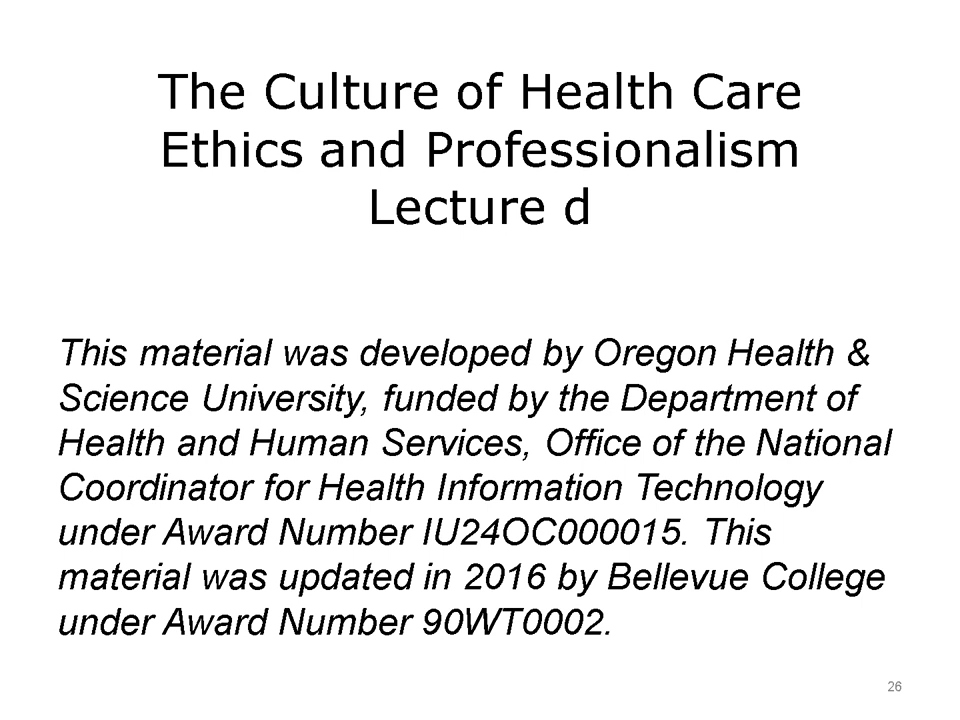 The Culture of Health Care
Ethics and Professionalism
Lecture d
This material was developed by Oregon Health &
Science University, funded by the Department of
Health and Human Services, Office of the National
Coordinator for Health Information Technology
under Award Number IU24OC000015. This
material was updated in 2016 by Bellevue College
under Award Number 90WT0002.
26